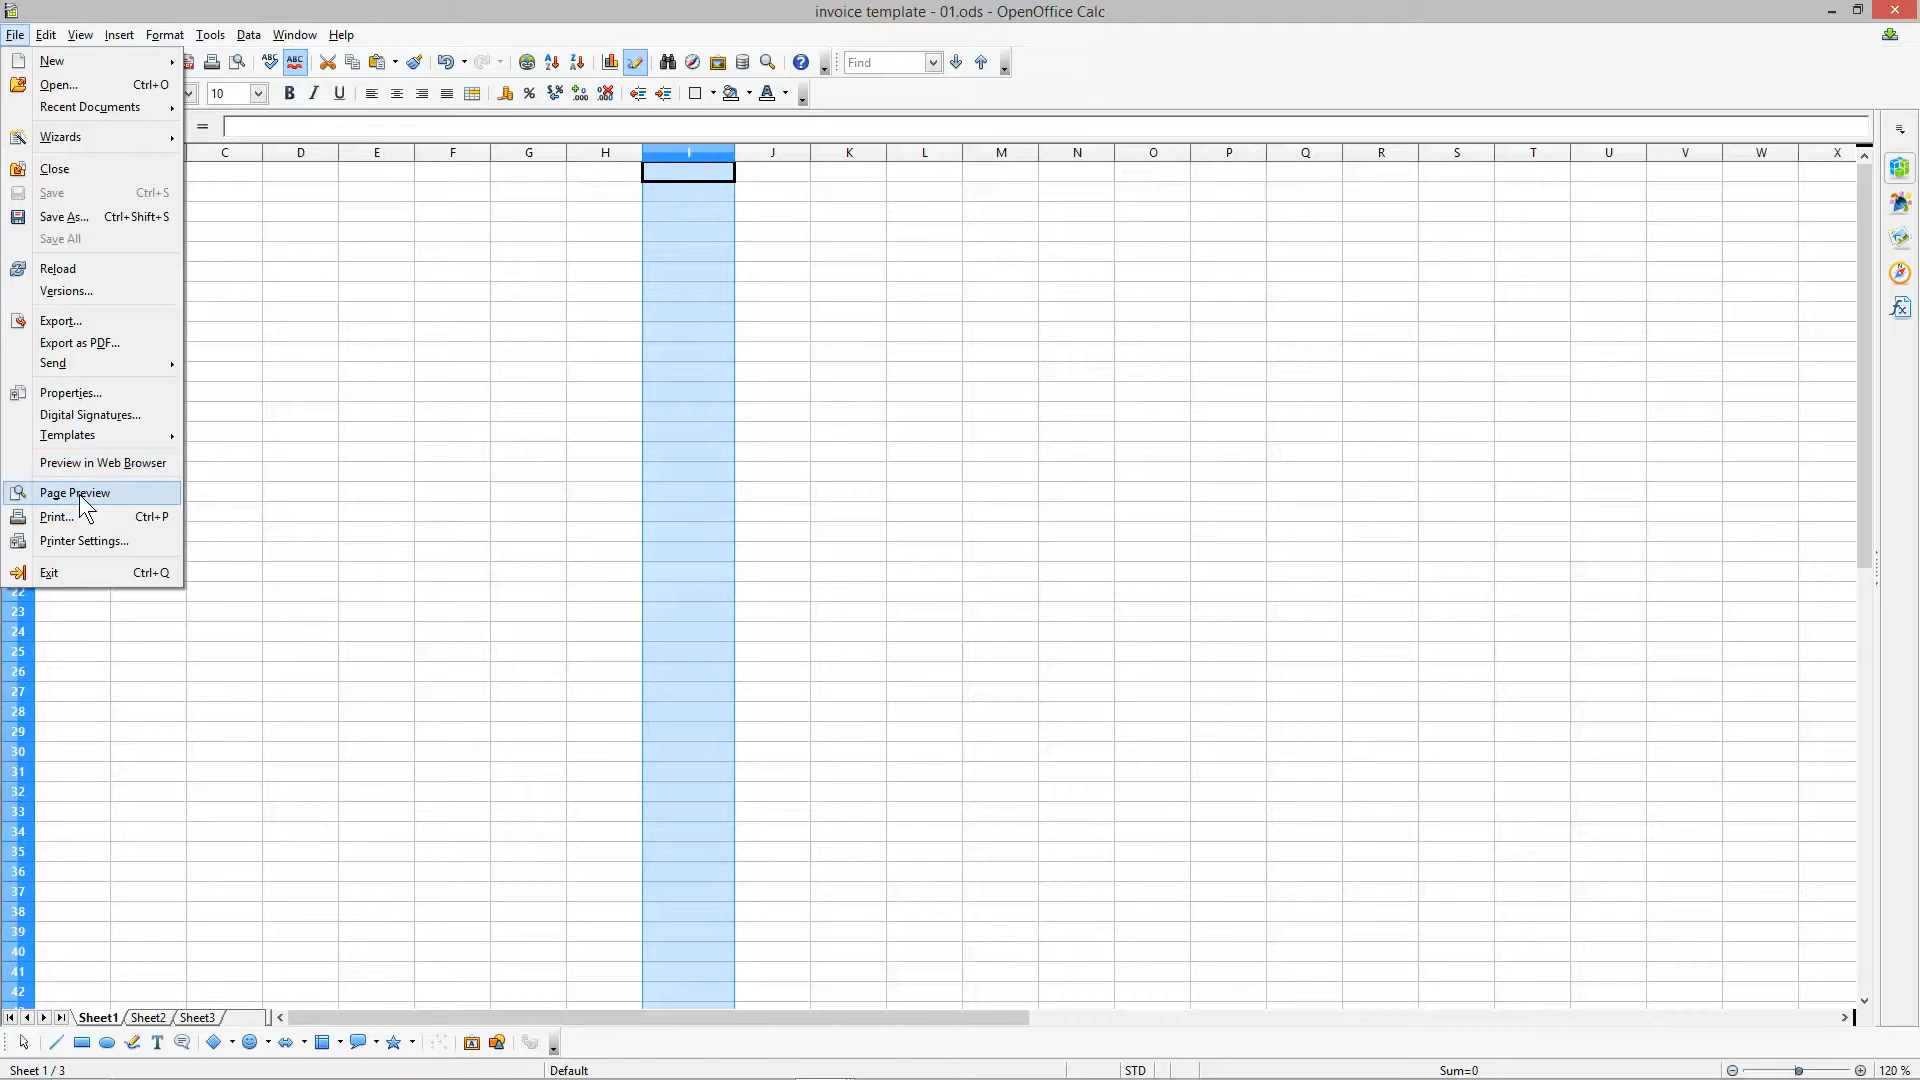 invoice template - 01.ods - OpenOffice Calc
File Edit View Insert Format Tools Data Window Help
New
Open... Ctrl+O
Recent Documents
Wizards
Close
Save Ctrl+S
Save As... Ctrl+Shift+S
Save All
Reload
Versions...
Export...
Export as PDF...
Send
Properties...
Digital Signatures...
Templates
Preview in Web Browser
Page Preview
Print... Ctrl+P
Printer Settings...
Exit Ctrl+Q
ABC ABC Find
10 B I U %
=
C D E F G H I J K L M N O P Q R S T U V W X
22
23
24
25
26
27
28
29
30
31
32
33
34
35
36
37
38
39
40
41
42
Sheet1 Sheet2 Sheet3
T
Sheet 1 / 3 Default STD Sum=0 120 %